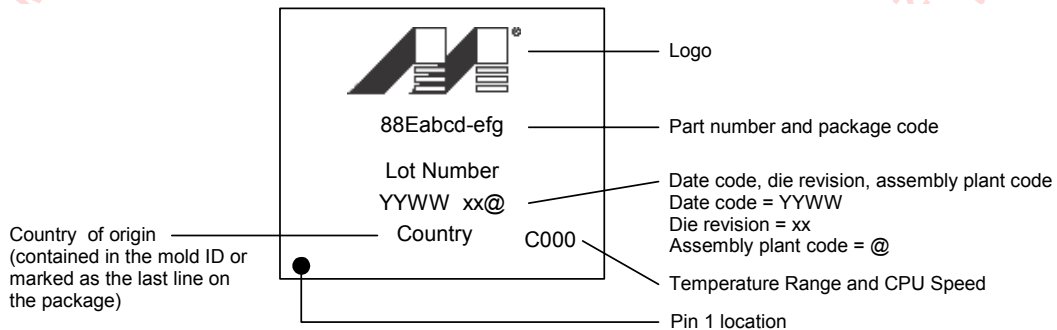 ®
Logo
88Eabcd-efg
Part number and package code
Lot Number
YYWW xx@
Date code, die revision, assembly plant code
Date code = YYWW
Die revision = xx
Assembly plant code = @
Country of origin
(contained in the mold ID or
marked as the last line on
the package)
Country
C000
Temperature Range and CPU Speed
Pin 1 location